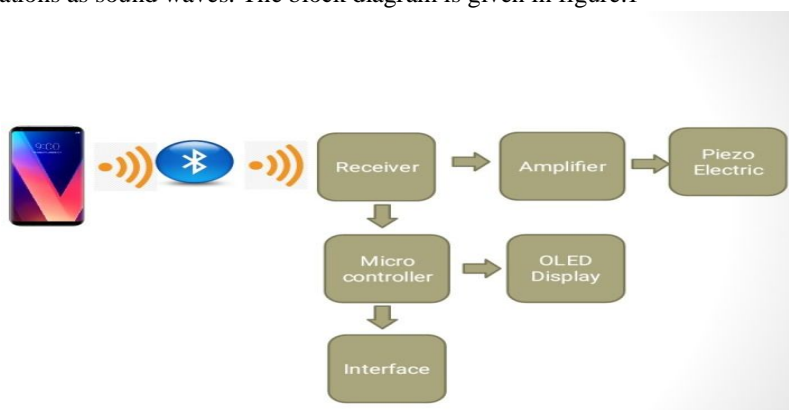 ations as sound waves. The block diagram is given in figure.1
9:00
Receiver
Amplifier
Piezo
Electric
Micro
controller
OLED
Display
Interface